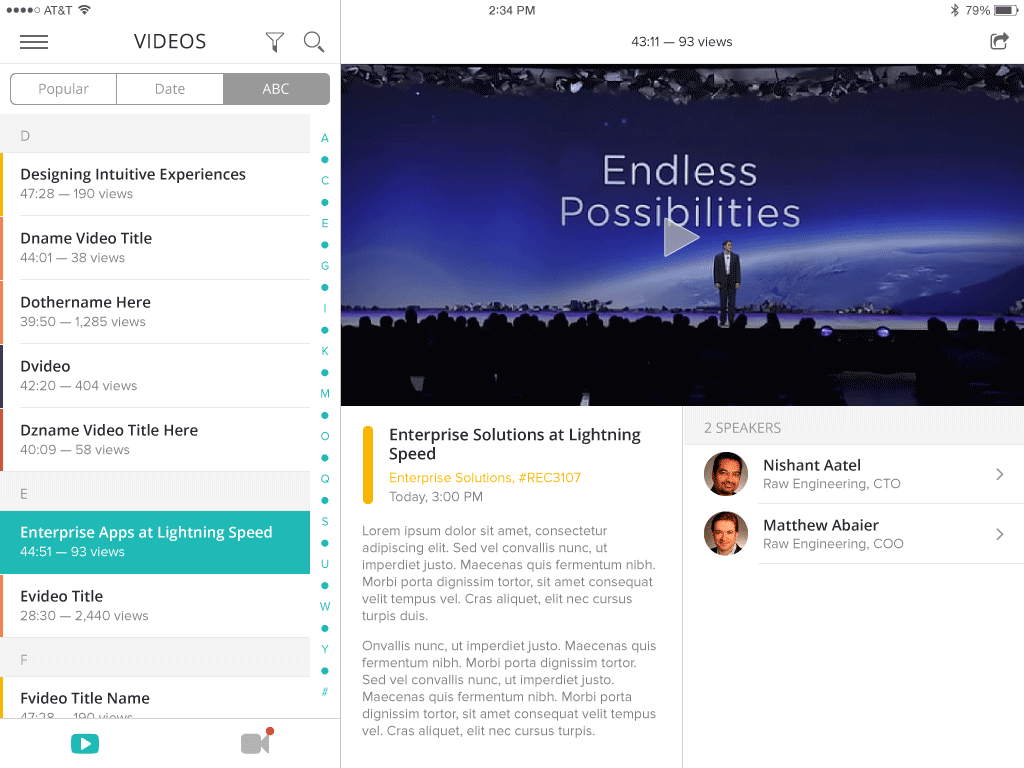 AT&T 2:34 PM 79%
VIDEOS
43:11 — 93 views
Popular Date ABC
D
Designing Intuitive Experiences
47:28 — 190 views
Dname Video Title
44:01 — 38 views
Dothername Here
39:50 — 1,285 views
Dvideo
42:20 — 404 views
Dzname Video Title Here
40:09 — 58 views
E
Enterprise Apps at Lightning Speed
44:51 — 93 views
Evideo Title
28:30 — 2,440 views
F
Fvideo Title Name
47:28 — 190 views
A
C
E
G
I
K
M
O
Q
S
U
W
Y
#
Endless
Possibilities
Enterprise Solutions at Lightning
Speed
Enterprise Solutions, #REC3107
Today, 3:00 PM
Lorem ipsum dolor sit amet, consectetur
adipiscing elit. Sed vel convallis nunc, ut
imperdiet justo. Maecenas quis fermentum nibh.
Morbi porta dignissim tortor, sit amet consequat
velit tempus vel. Cras aliquet, elit nec cursus
turpis duis.
Onvallis nunc, ut imperdiet justo. Maecenas quis
fermentum nibh. Morbi porta dignissim tortor.
Sed vel convallis nunc, ut imperdiet justo.
Maecenas quis fermentum nibh. Morbi porta
dignissim tortor, sit amet consequat velit tempus
vel. Cras aliquet, elit nec cursus turpis.
2 SPEAKERS
Nishant Aatel
Raw Engineering, CTO
Matthew Abaier
Raw Engineering, COO